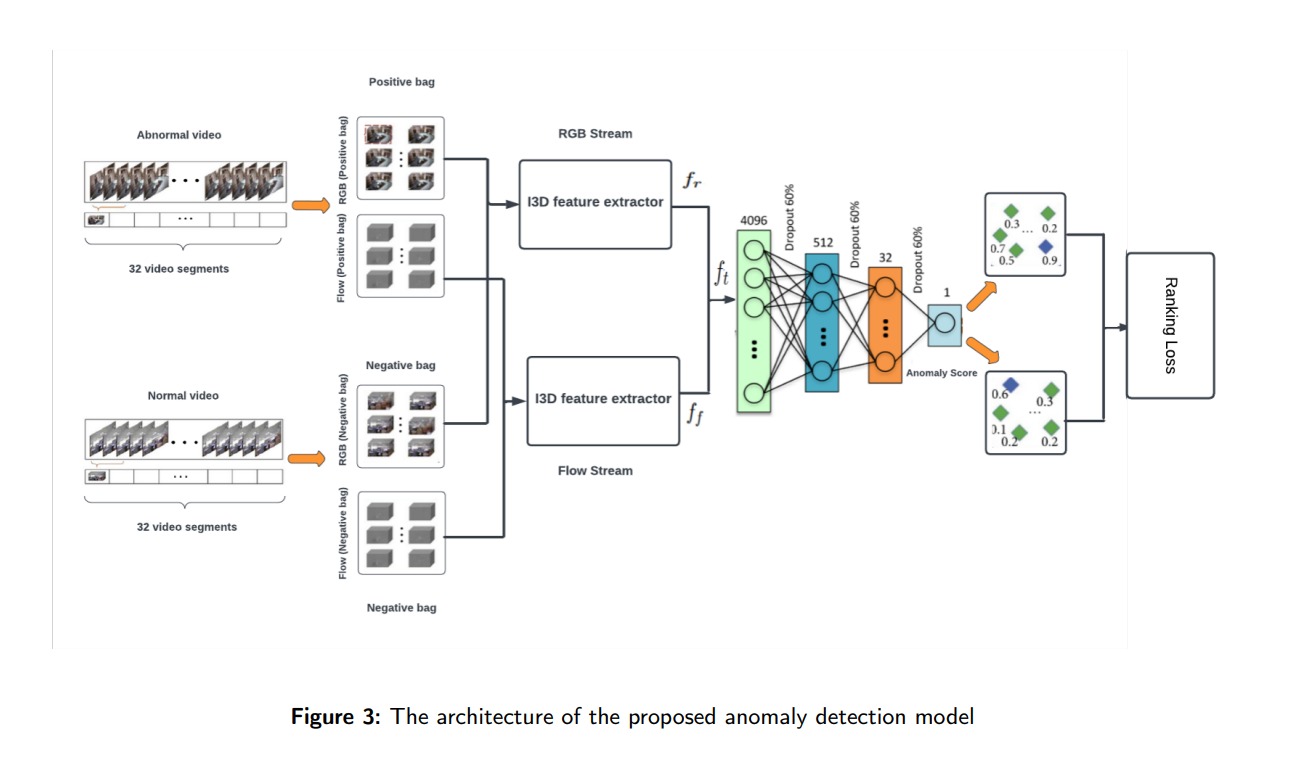 Positive bag
Abnormal video
RGB (Positive bag)
Flow (Positive bag)
32 video segments
Negative bag
Normal video
RGB (Negative bag)
Flow (Negative bag)
32 video segments
Negative bag
RGB Stream
I3D feature extractor
fr
I3D feature extractor
ff
Flow Stream
ft
4096
Dropout 60%
512
Dropout 60%
32
Dropout 60%
1
Anomaly Score
0.3 ... 0.2
0.7
0.5 0.9
0.6 0.3
...
0.1
0.2 0.2
Ranking Loss
Figure 3: The architecture of the proposed anomaly detection model